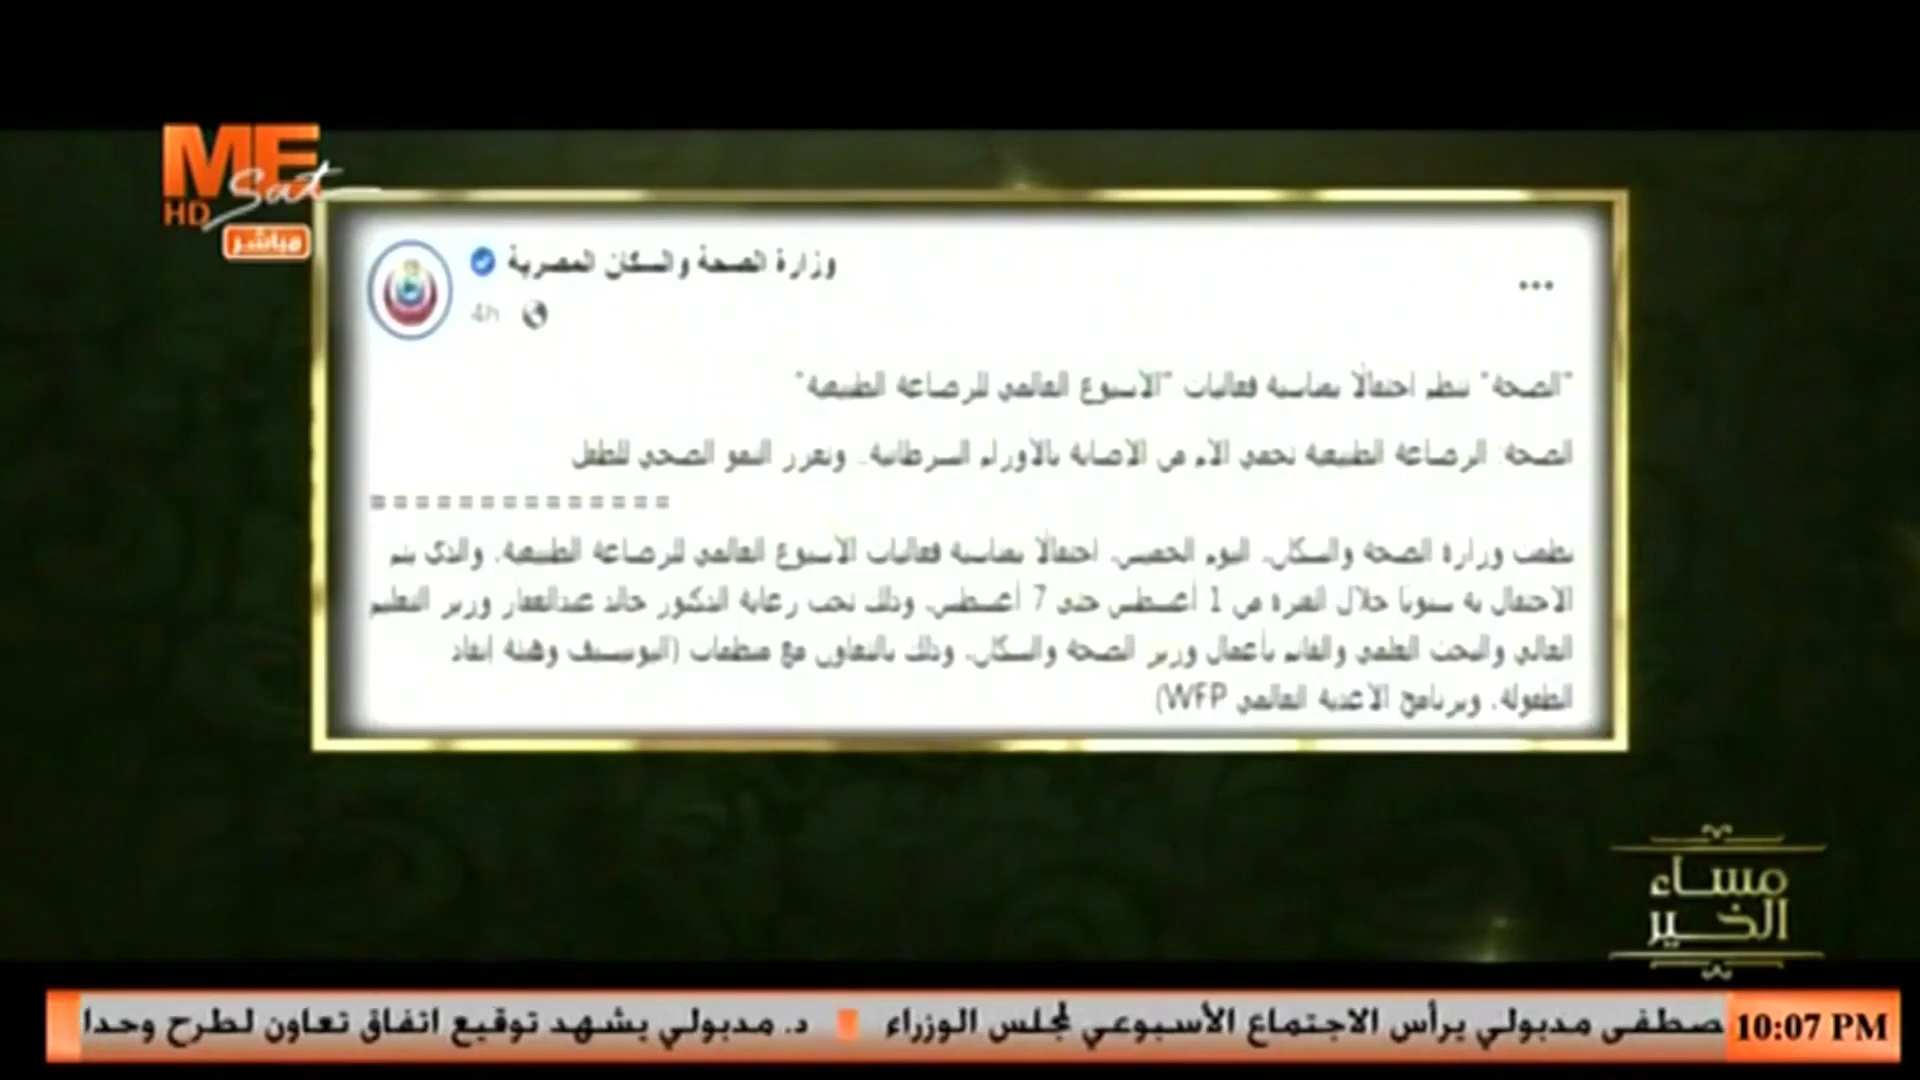 ME
Sat
HD
مباشر
وزارة الصحة والسكان المصرية
4h
"الصحة" تنظم احتفالًا بمناسبة فعاليات "الأسبوع العالمي للرضاعة الطبيعية"
الصحة: الرضاعة الطبيعية تحمي الأم من الإصابة بالأورام السرطانية.. وتعزز النمو الصحي للطفل
==============
نظمت وزارة الصحة والسكان، اليوم الخميس، احتفالًا بمناسبة فعاليات الأسبوع العالمي للرضاعة الطبيعية، والذي يتم
الاحتفال به سنويًا خلال الفترة من 1 أغسطس حتى 7 أغسطس، وذلك تحت رعاية الدكتور خالد عبدالغفار وزير التعليم
العالي والبحث العلمي والقائم بأعمال وزير الصحة والسكان، وذلك بالتعاون مع منظمات (اليونيسيف وهيئة إنقاذ
الطفولة، وبرنامج الأغذية العالمي WFP)
مساء
الخير
صطفى مدبولي يرأس الاجتماع الأسبوعي لمجلس الوزراء د. مدبولي يشهد توقيع اتفاق تعاون لطرح وحدا
10:07 PM